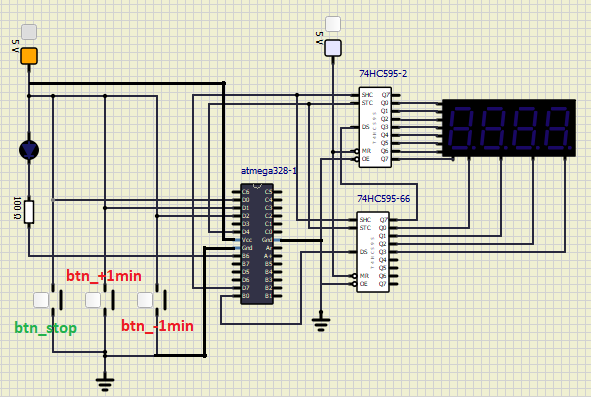 5 V
5 V
74HC595-2
SHC
STC
DS
MR
OE
Q7
Q0
Q1
Q2
Q3
Q4
Q5
Q6
Q7
atmega328-1
C6
D0
D1
D2
D3
D4
Vcc
Gnd
B6
B7
D5
D6
D7
B0
C5
C4
C3
C2
C1
C0
Gnd
Ar
A+
B5
B4
B3
B2
B1
74HC595-66
SHC
STC
DS
MR
OE
Q7
Q0
Q1
Q2
Q3
Q4
Q5
Q6
Q7
100 Ω
btn_+1min
btn_stop
btn_-1min